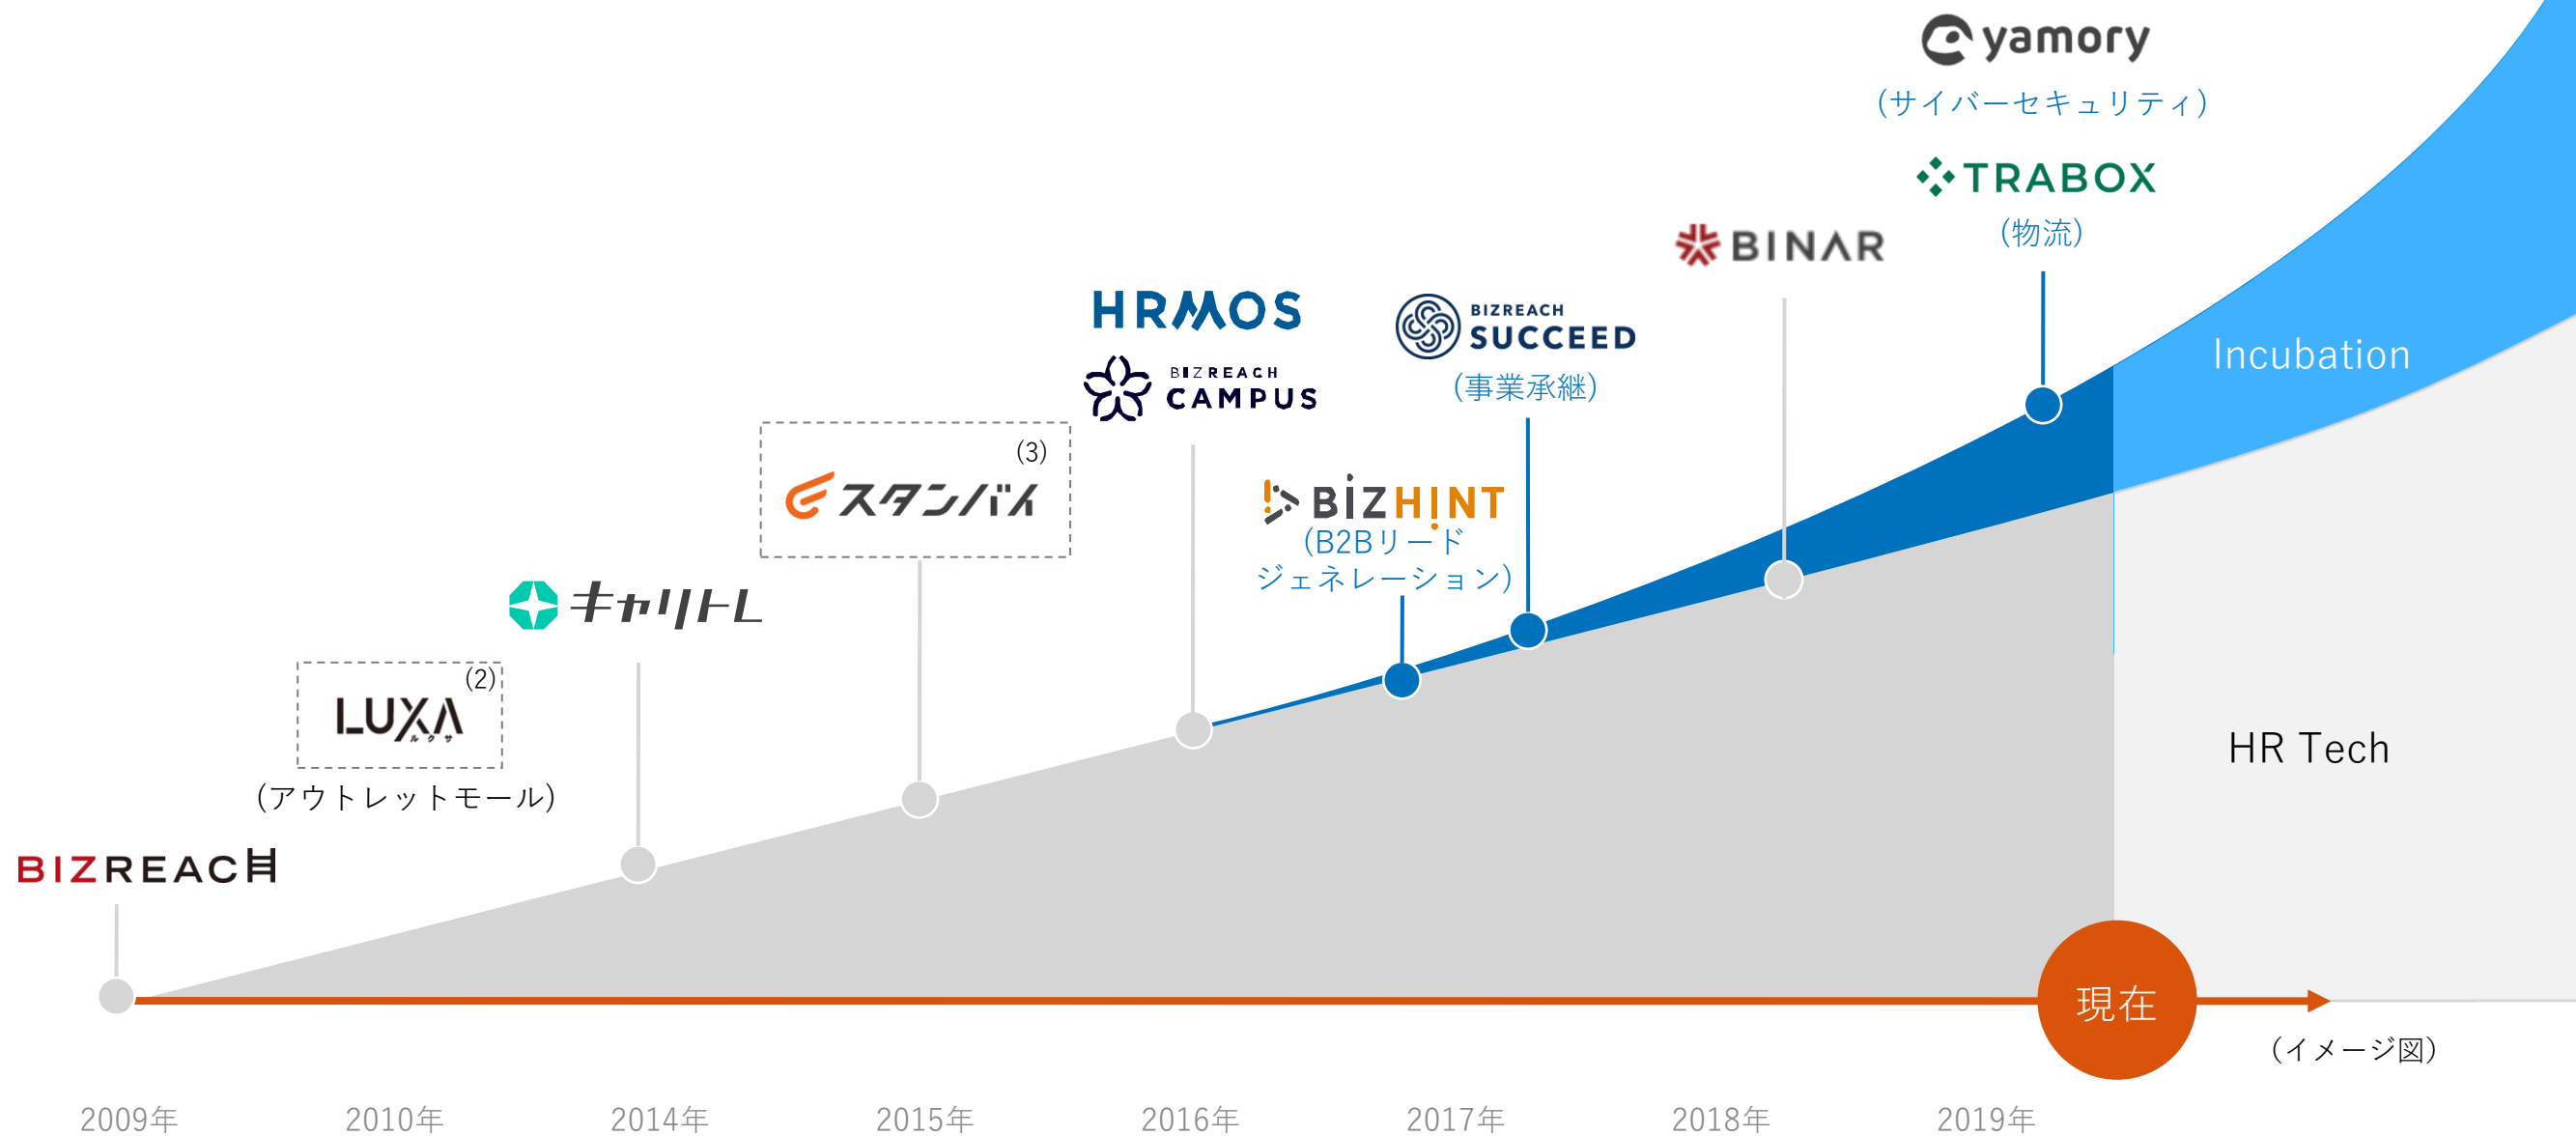 yamory
(サイバーセキュリティ)
TRABOX
(物流)
BINAR
HRMOS
BIZREACH
CAMPUS
BIZREACH
SUCCEED
(事業承継)
Incubation
(3)
スタンバイ
BIZHINT
(B2Bリード
ジェネレーション)
キャリトレ
(2)
LUXA
ルクサ
(アウトレットモール)
HR Tech
BIZREACH
現在
(イメージ図)
2009年
2010年
2014年
2015年
2016年
2017年
2018年
2019年